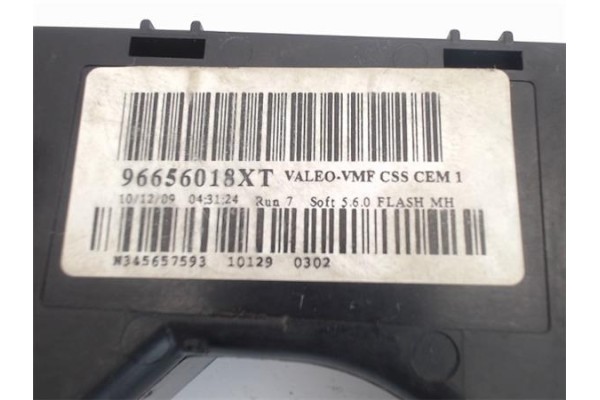 96656018XT VALEO-VMF CSS CEM 1
10/12/09 04:31:24 Run 7 Soft 5.6.0 FLASH MH
N345657593 10129 0302